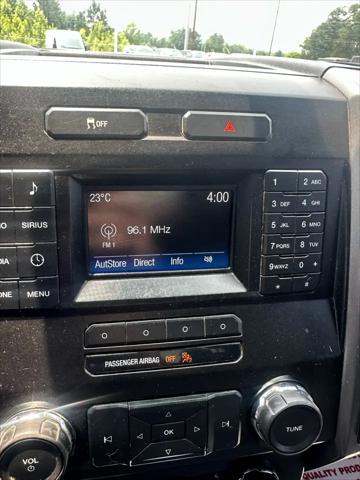 OFF
23°C 4:00
96.1 MHz
FM 1
AutStore Direct Info
SIRIUS
MENU
1 2 ABC
3 DEF 4 GHI
5 JKL 6 MNO
7 PQRS 8 TUV
9 WXYZ 0 +
* #
PASSENGER AIRBAG OFF
OK
VOL
TUNE